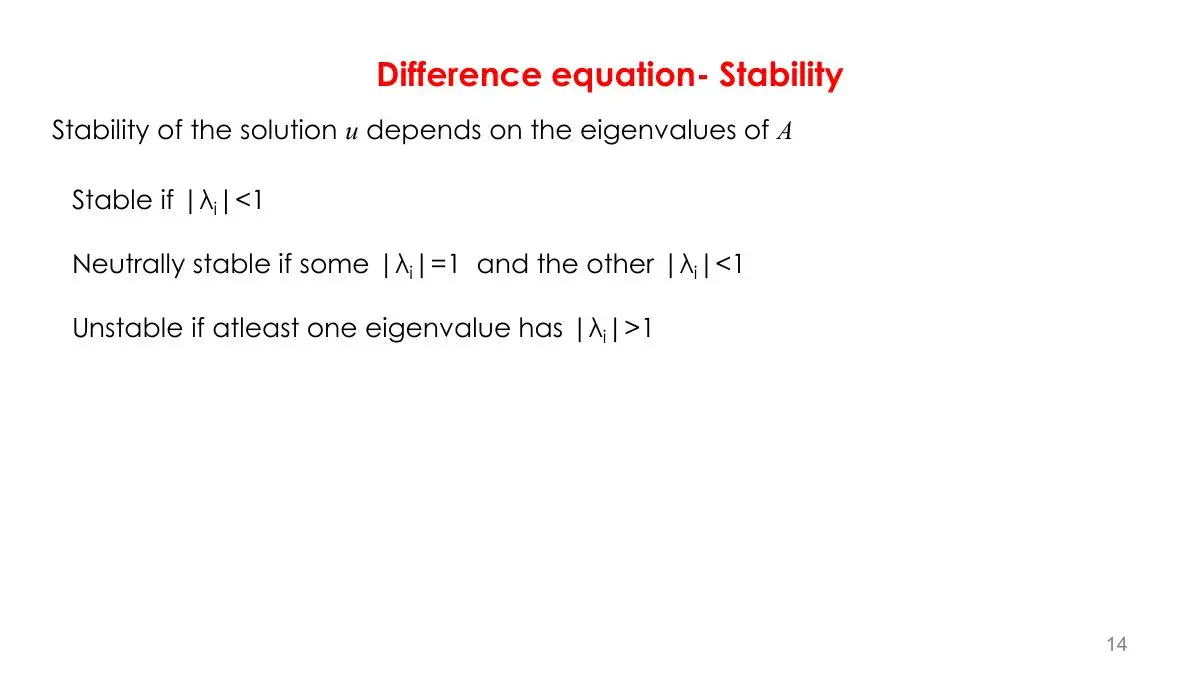 Difference equation- Stability
Stability of the solution u depends on the eigenvalues of A
Stable if |λi|<1
Neutrally stable if some |λi|=1 and the other |λi|<1
Unstable if atleast one eigenvalue has |λi|>1
14